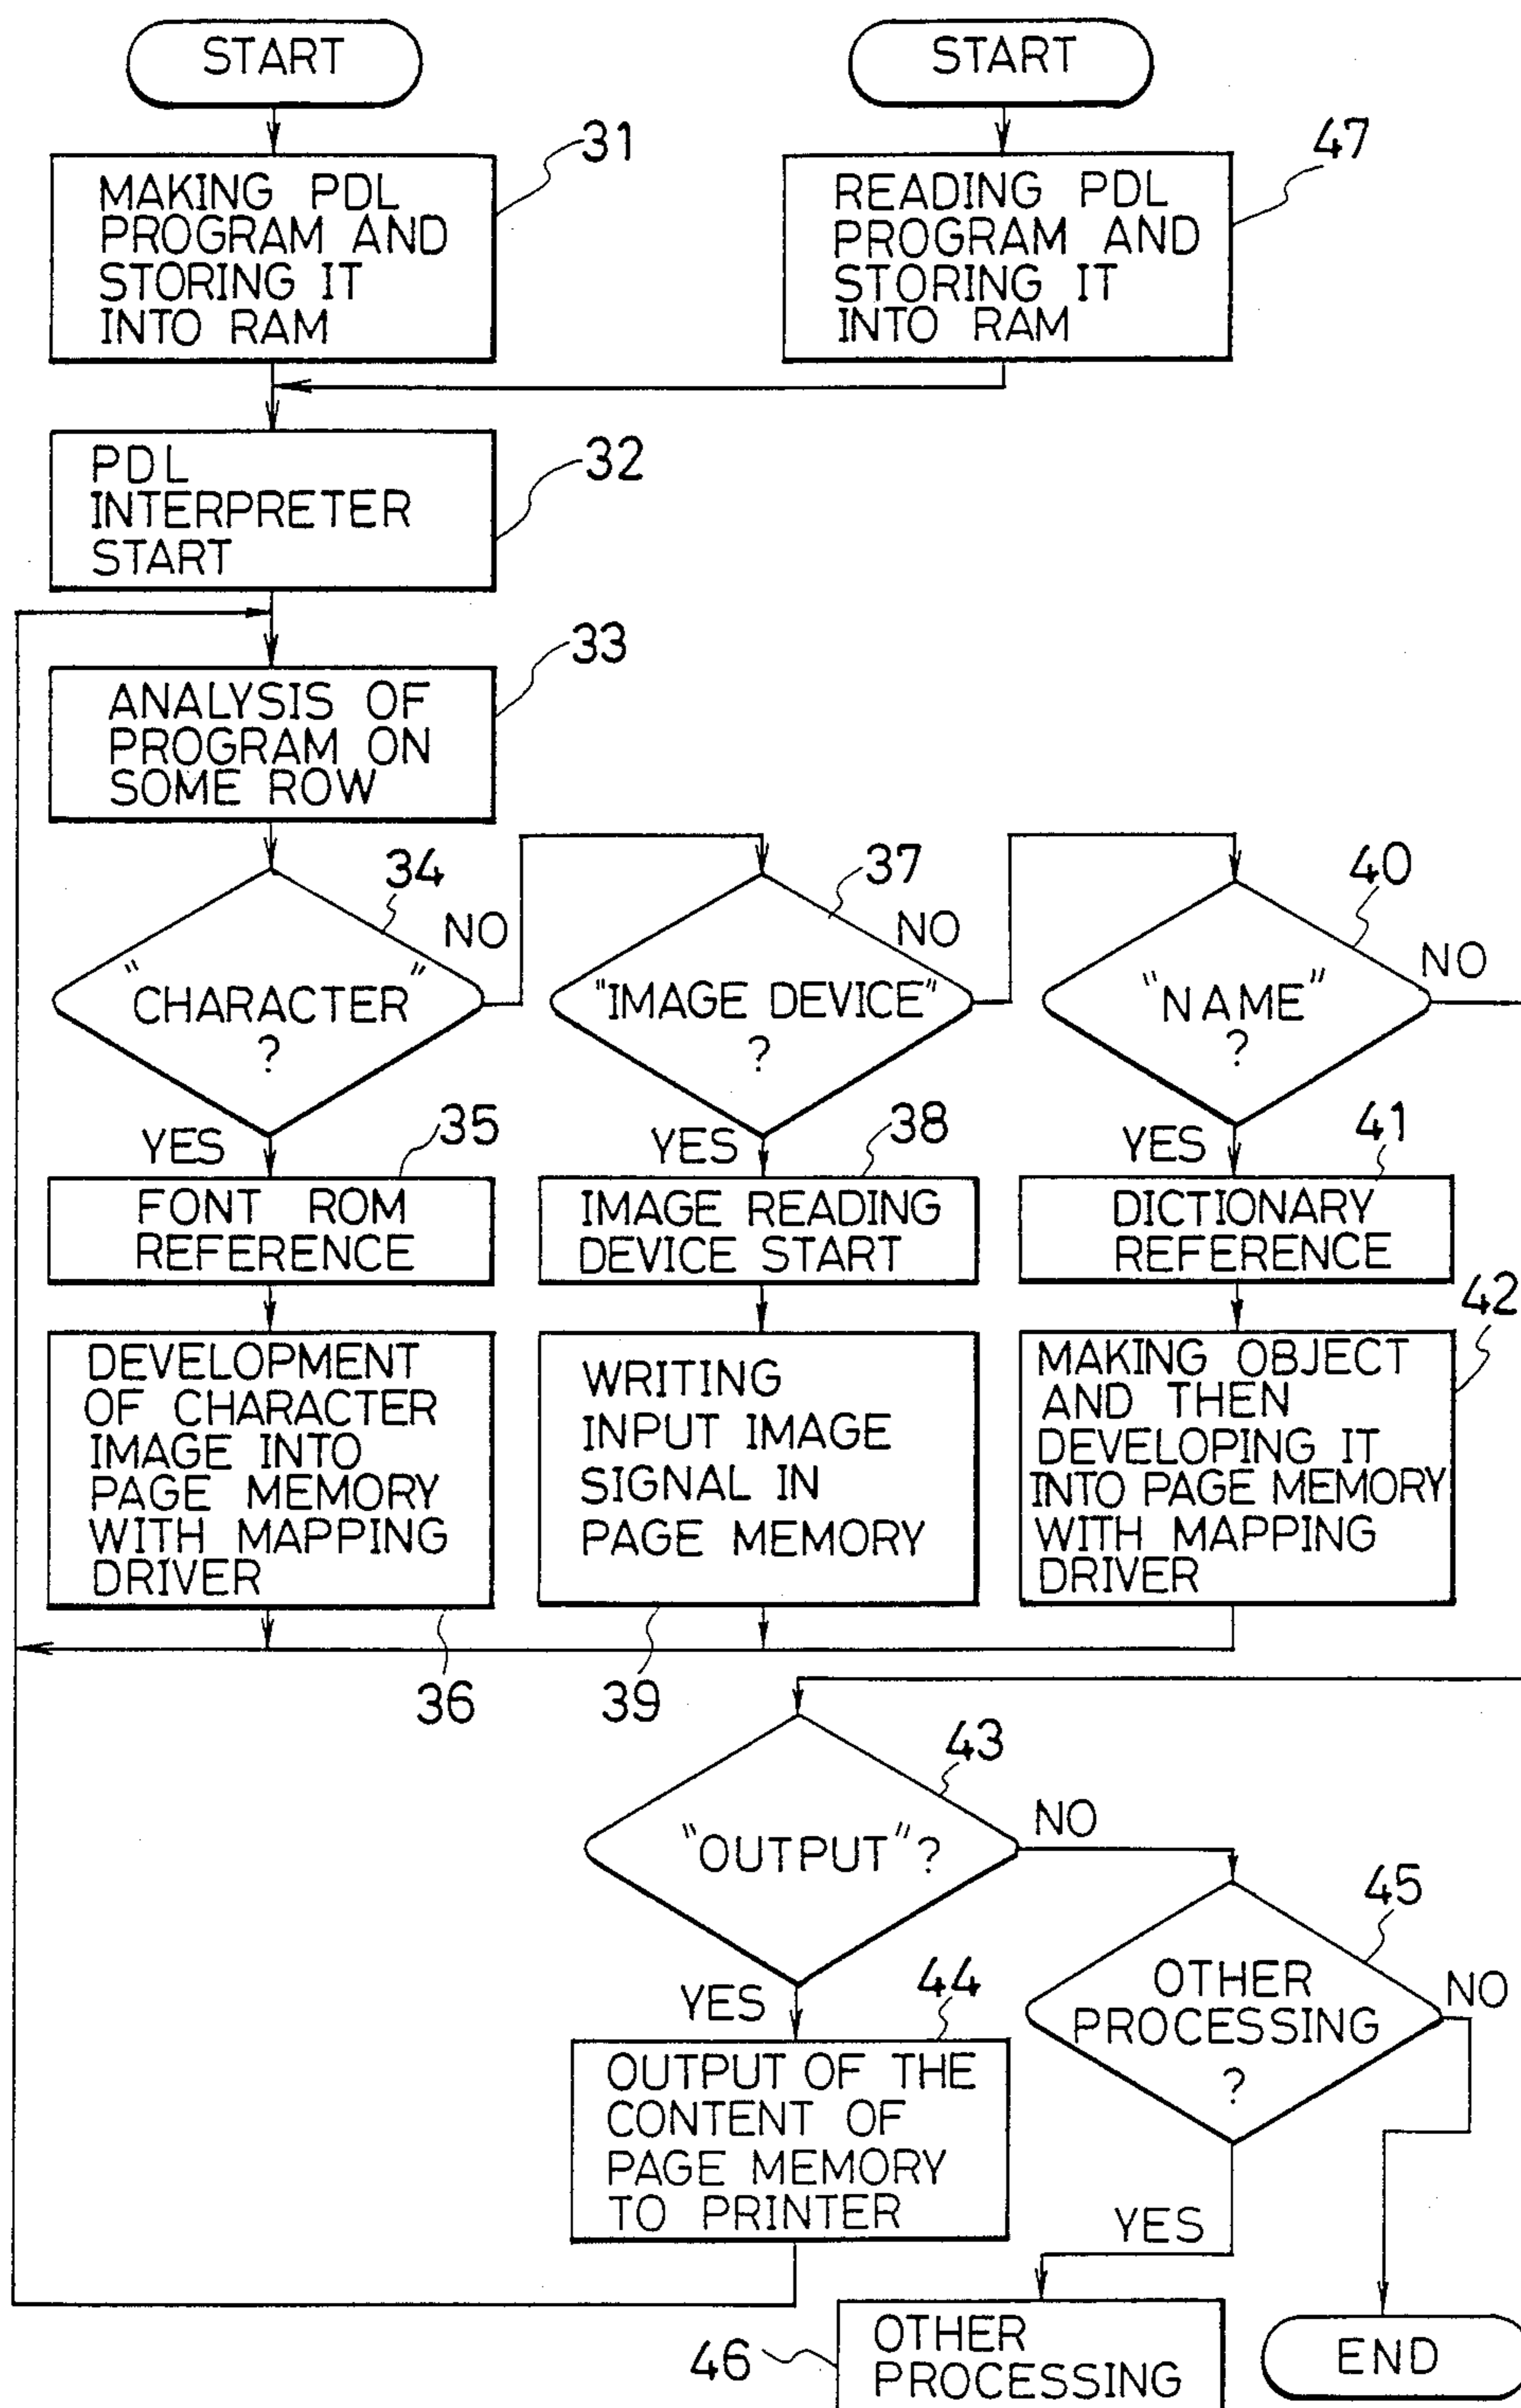 START
START
31
47
MAKING PDL
PROGRAM AND
STORING IT
INTO RAM
READING PDL
PROGRAM AND
STORING IT
INTO RAM
PDL
INTERPRETER
START
32
33
ANALYSIS OF
PROGRAM ON
SOME ROW
34
NO
"CHARACTER"
?
37
NO
"IMAGE DEVICE"
?
40
NO
"NAME"
?
YES
35
YES
38
YES
41
FONT ROM
REFERENCE
IMAGE READING
DEVICE START
DICTIONARY
REFERENCE
42
DEVELOPMENT
OF CHARACTER
IMAGE INTO
PAGE MEMORY
WITH MAPPING
DRIVER
WRITING
INPUT IMAGE
SIGNAL IN
PAGE MEMORY
MAKING OBJECT
AND THEN
DEVELOPING IT
INTO PAGE MEMORY
WITH MAPPING
DRIVER
36
39
43
"OUTPUT"?
NO
45
OTHER
PROCESSING
?
NO
YES
44
OUTPUT OF THE
CONTENT OF
PAGE MEMORY
TO PRINTER
YES
46
OTHER
PROCESSING
END